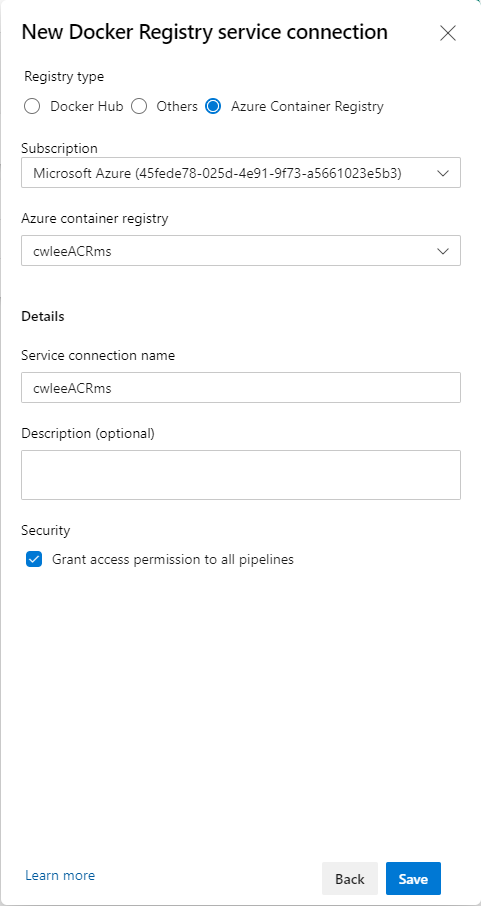 New Docker Registry service connection
Registry type
Docker Hub Others Azure Container Registry
Subscription
Microsoft Azure (45fede78-025d-4e91-9f73-a5661023e5b3)
Azure container registry
cwleeACRms
Details
Service connection name
cwleeACRms
Description (optional)
Security
Grant access permission to all pipelines
Learn more
Back
Save